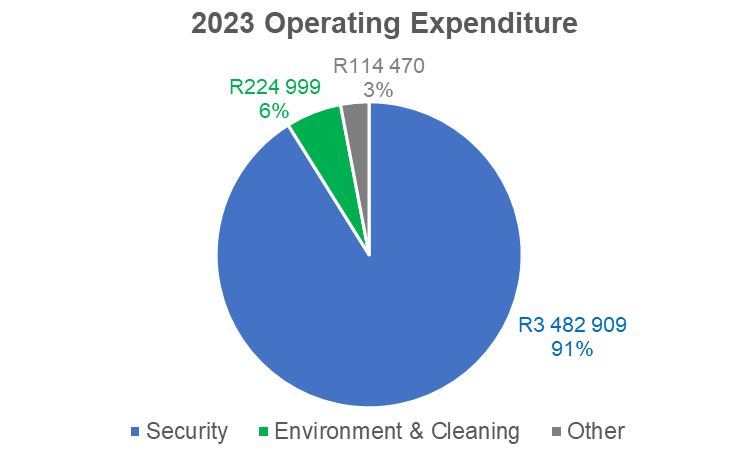 2023 Operating Expenditure
R114 470
3%
R224 999
6%
R3 482 909
91%
Security
Environment & Cleaning
Other